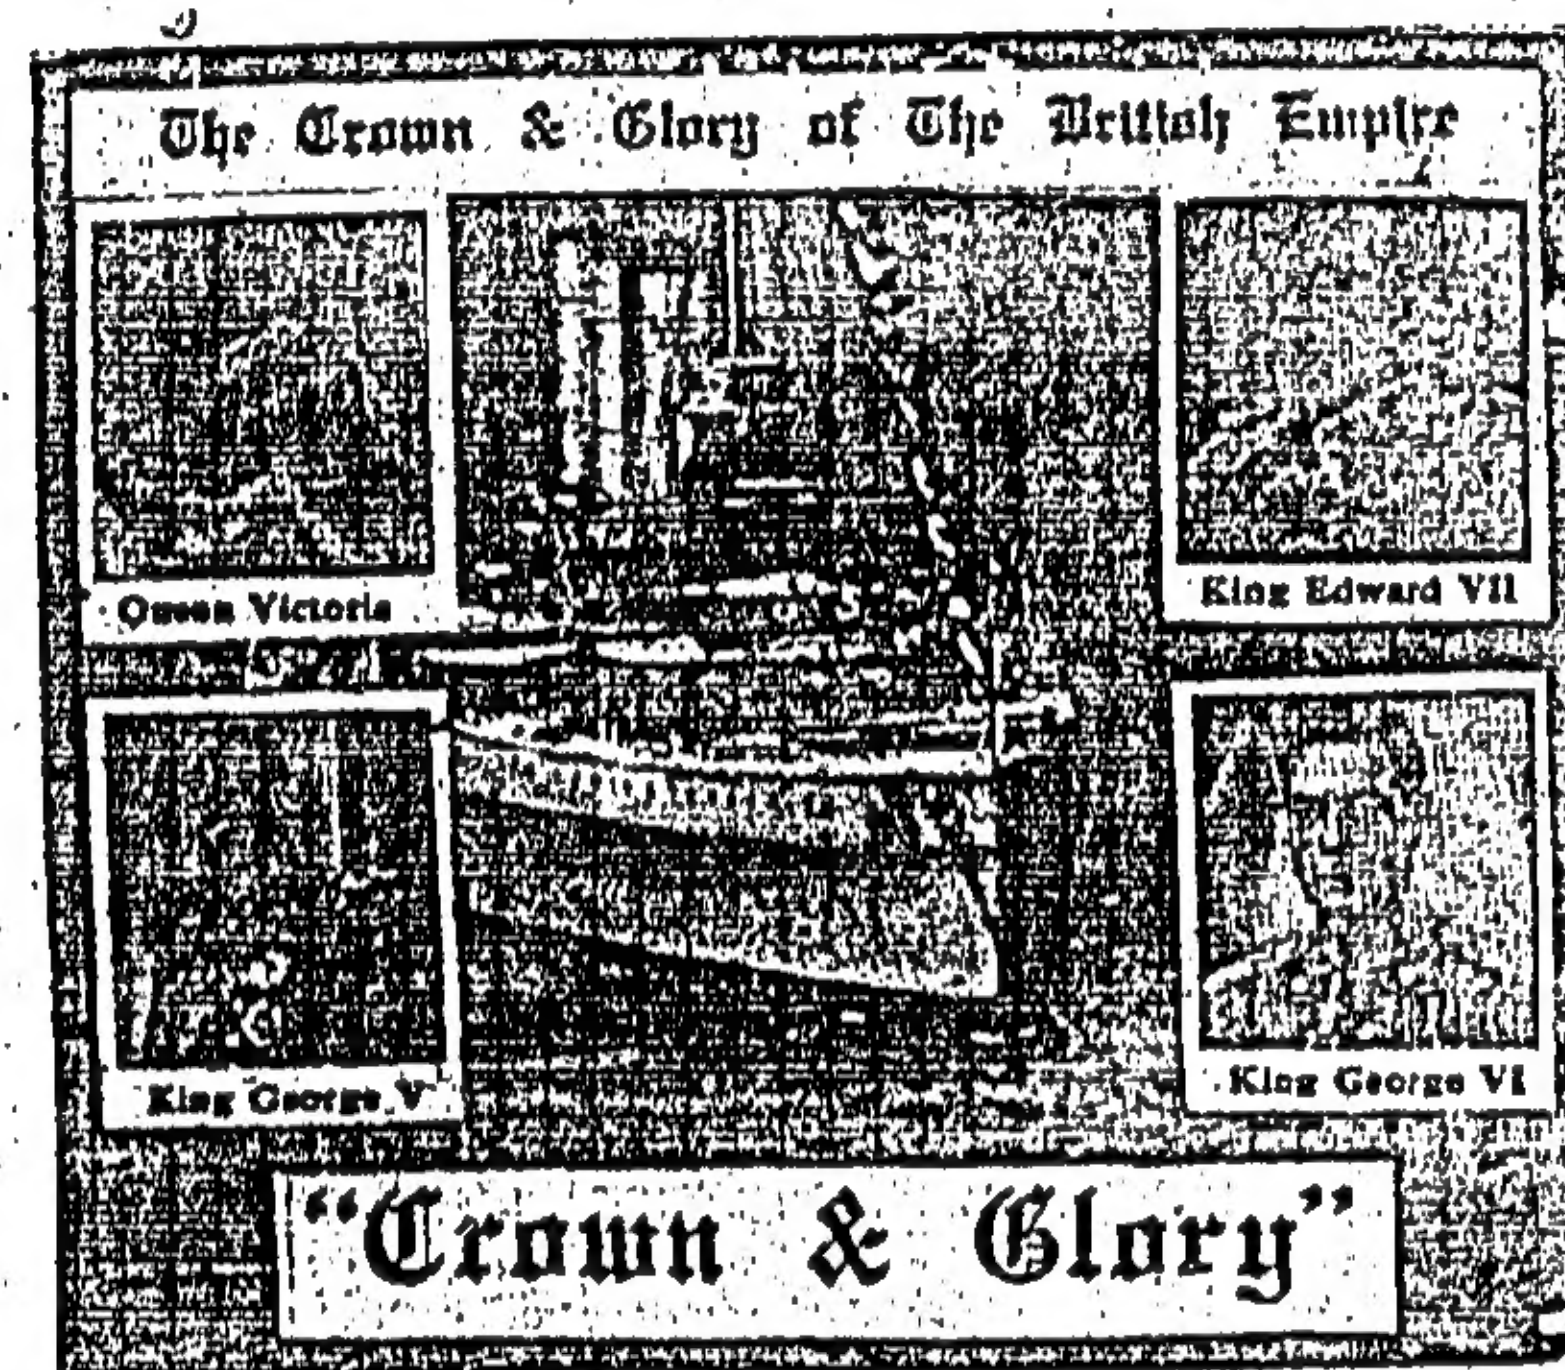 The Crown & Glory of The British Empire
Queen Victoria
King Edward VII
King George V
King George VI
"Crown & Glory"